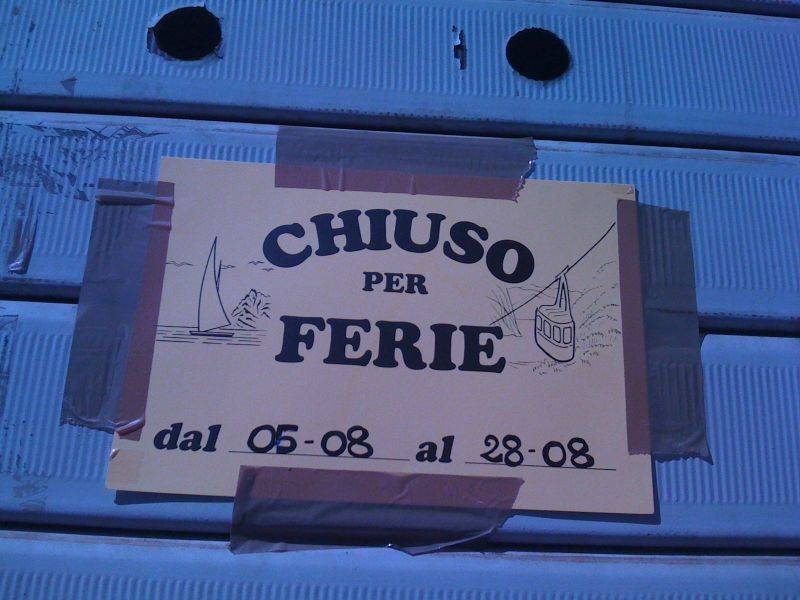 CHIUSO
PER
FERIE
dal 05-08 al 28-08